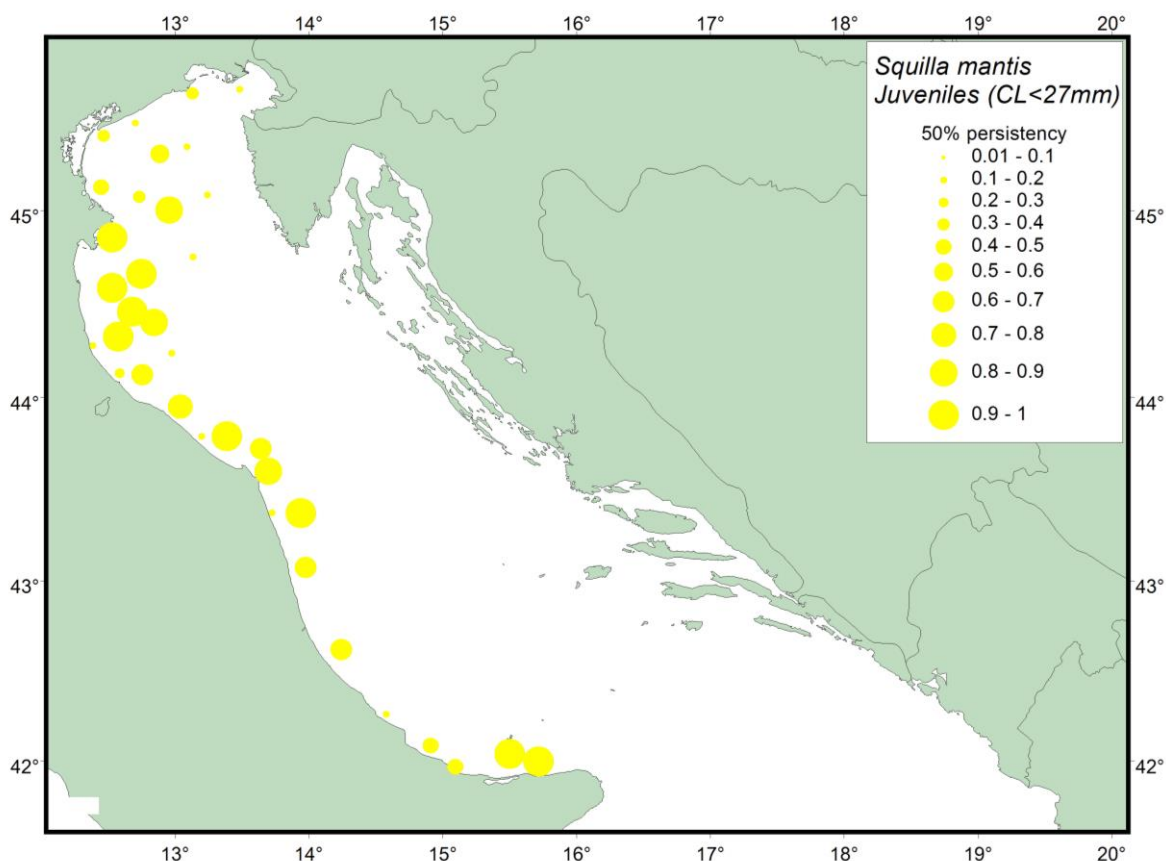 13° 14° 15° 16° 17° 18° 19° 20°
Squilla mantis
Juveniles (CL<27mm)
50% persistency
0.01 - 0.1
0.1 - 0.2
0.2 - 0.3
0.3 - 0.4
0.4 - 0.5
0.5 - 0.6
0.6 - 0.7
0.7 - 0.8
0.8 - 0.9
0.9 - 1
45° 45°
44° 44°
43° 43°
42° 42°
13° 14° 15° 16° 17° 18° 19° 20°